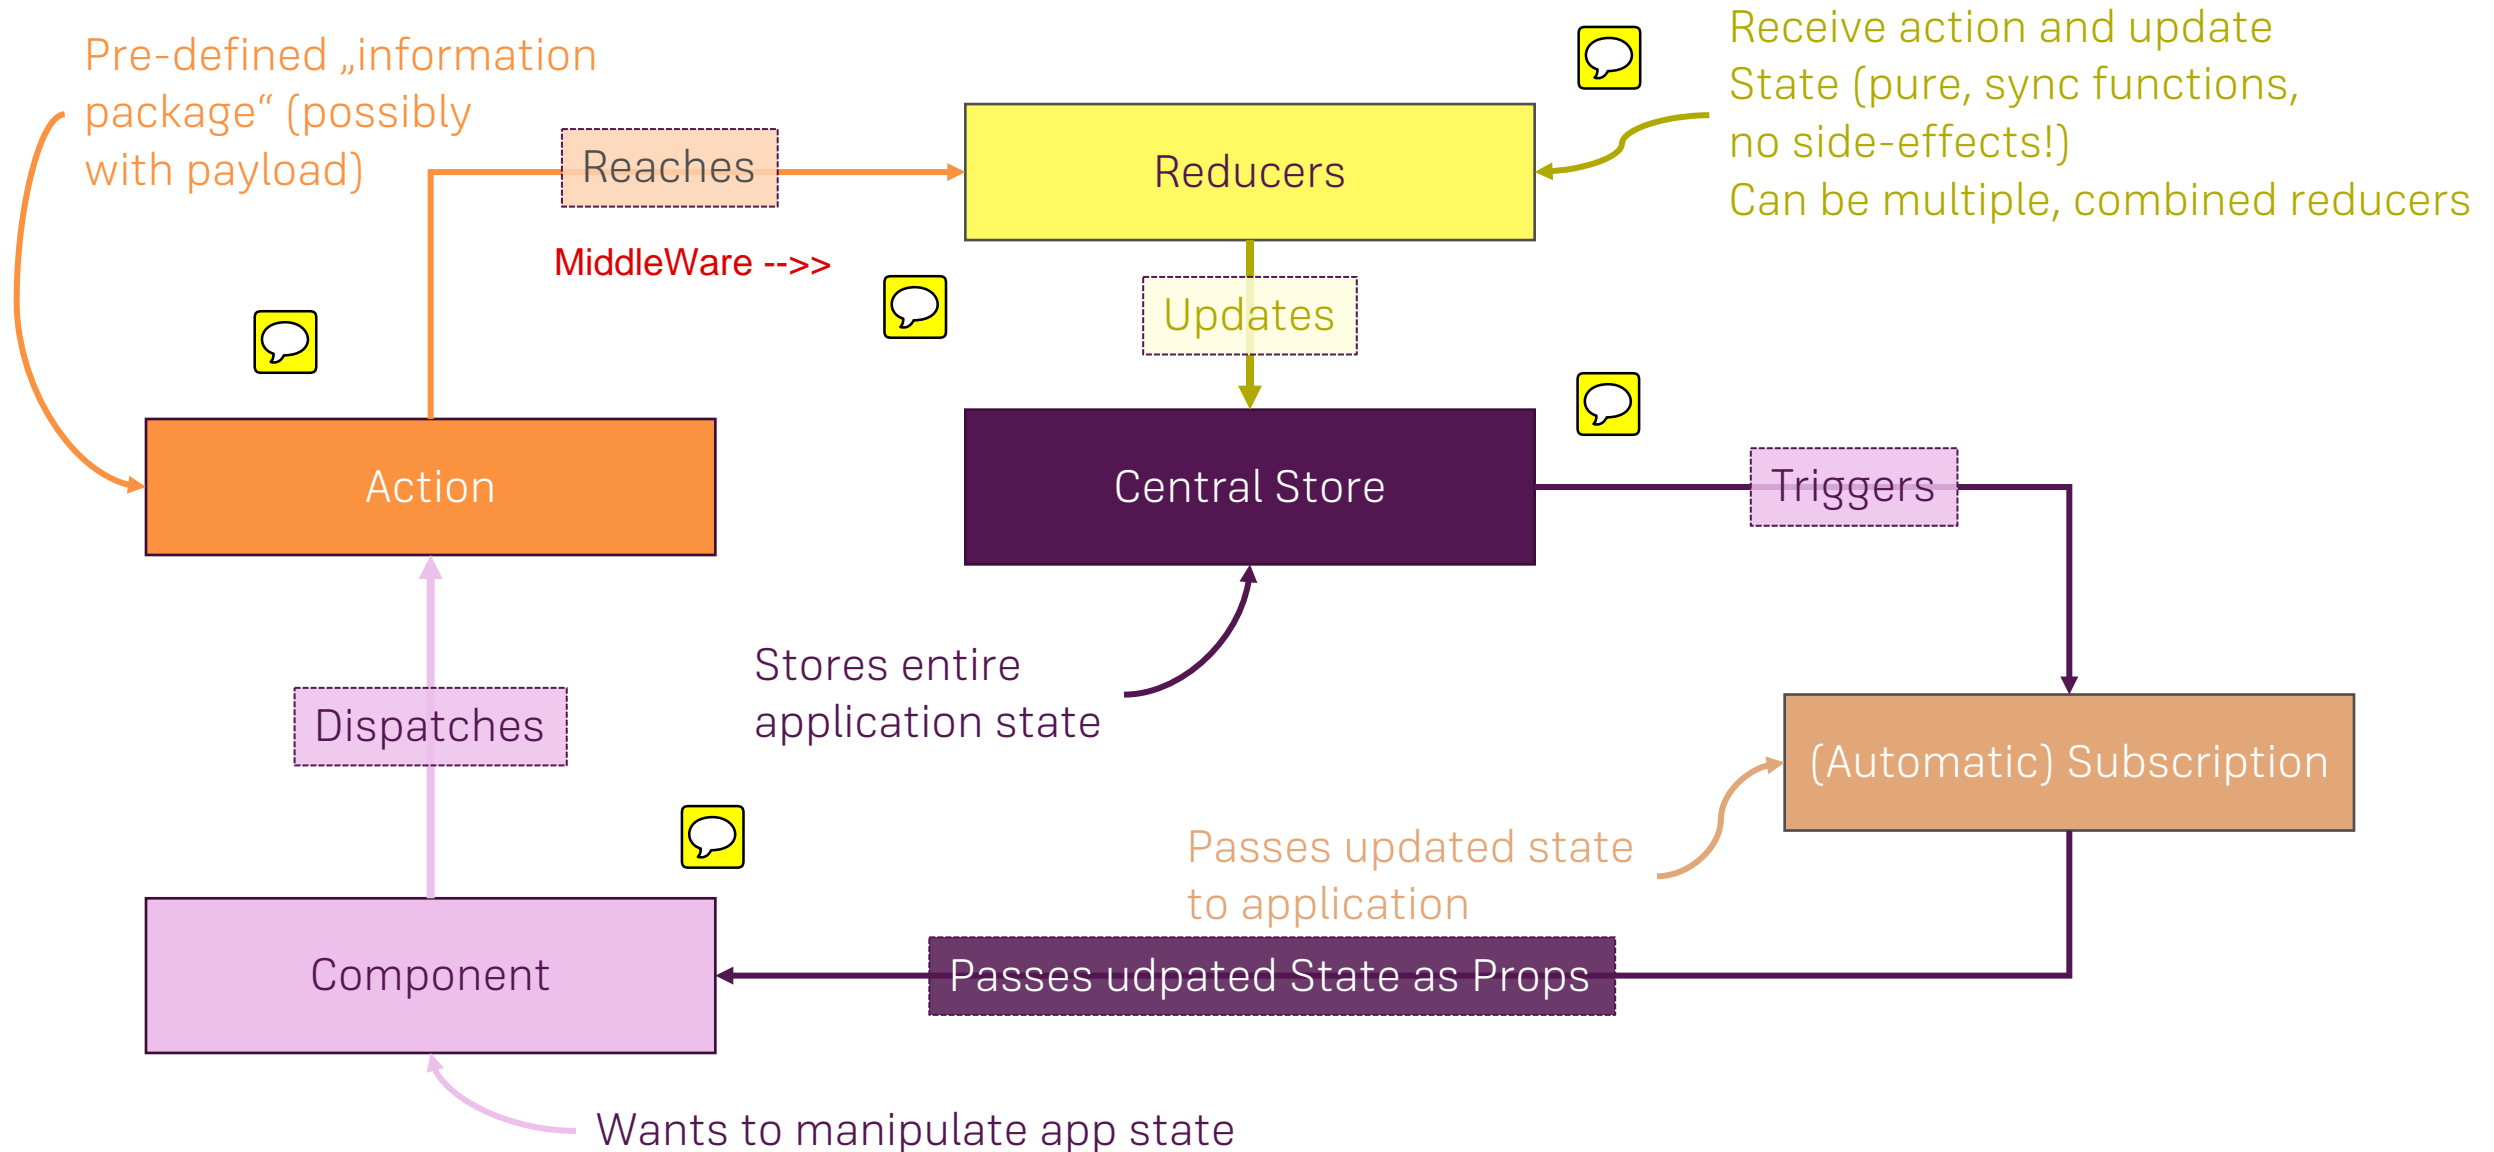 Pre-defined „information
package“ (possibly
with payload)
Reaches
MiddleWare -->>
Reducers
Receive action and update
State (pure, sync functions,
no side-effects!)
Can be multiple, combined reducers
Updates
Action
Central Store
Triggers
Stores entire
application state
Dispatches
(Automatic) Subscription
Passes updated state
to application
Component
Passes udpated State as Props
Wants to manipulate app state